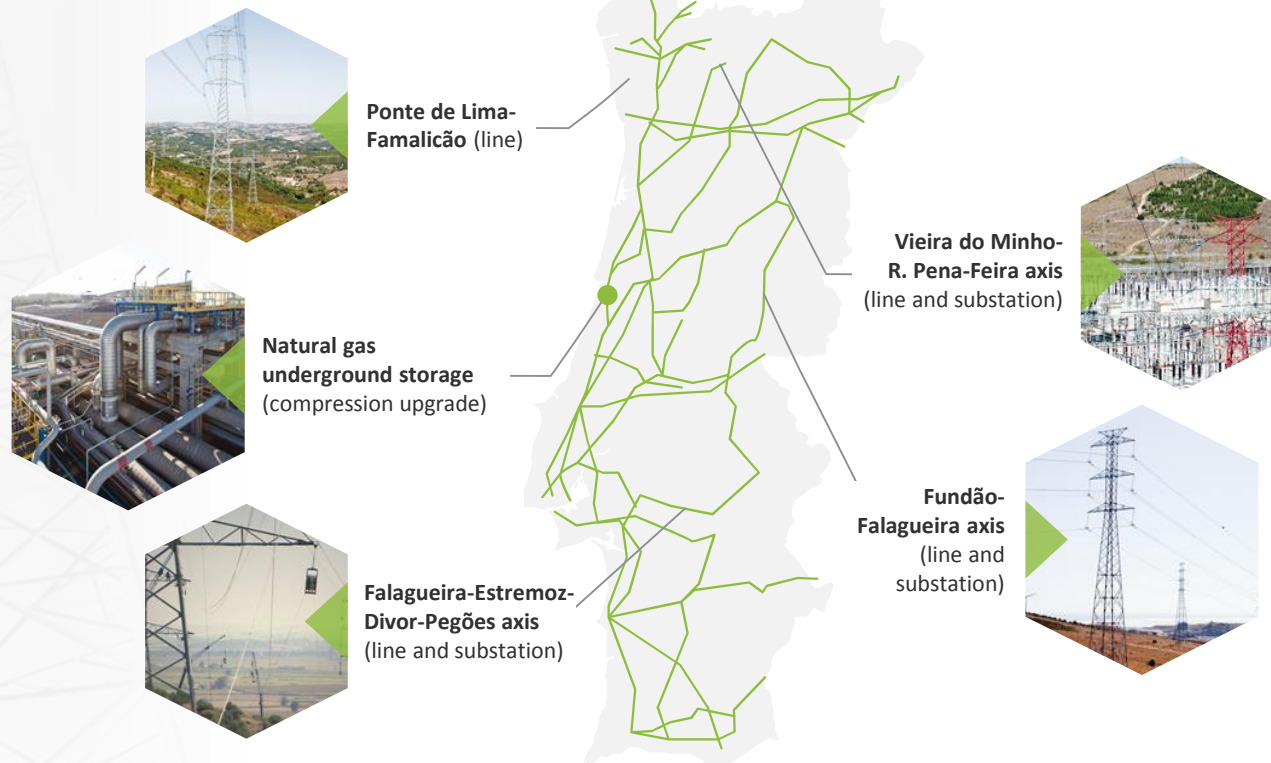 Ponte de Lima-
Famalicão (line)
Natural gas
underground storage
(compression upgrade)
Falagueira-Estremoz-
Divor-Pegões axis
(line and substation)
Vieira do Minho-
R. Pena-Feira axis
(line and substation)
Fundão-
Falagueira axis
(line and
substation)